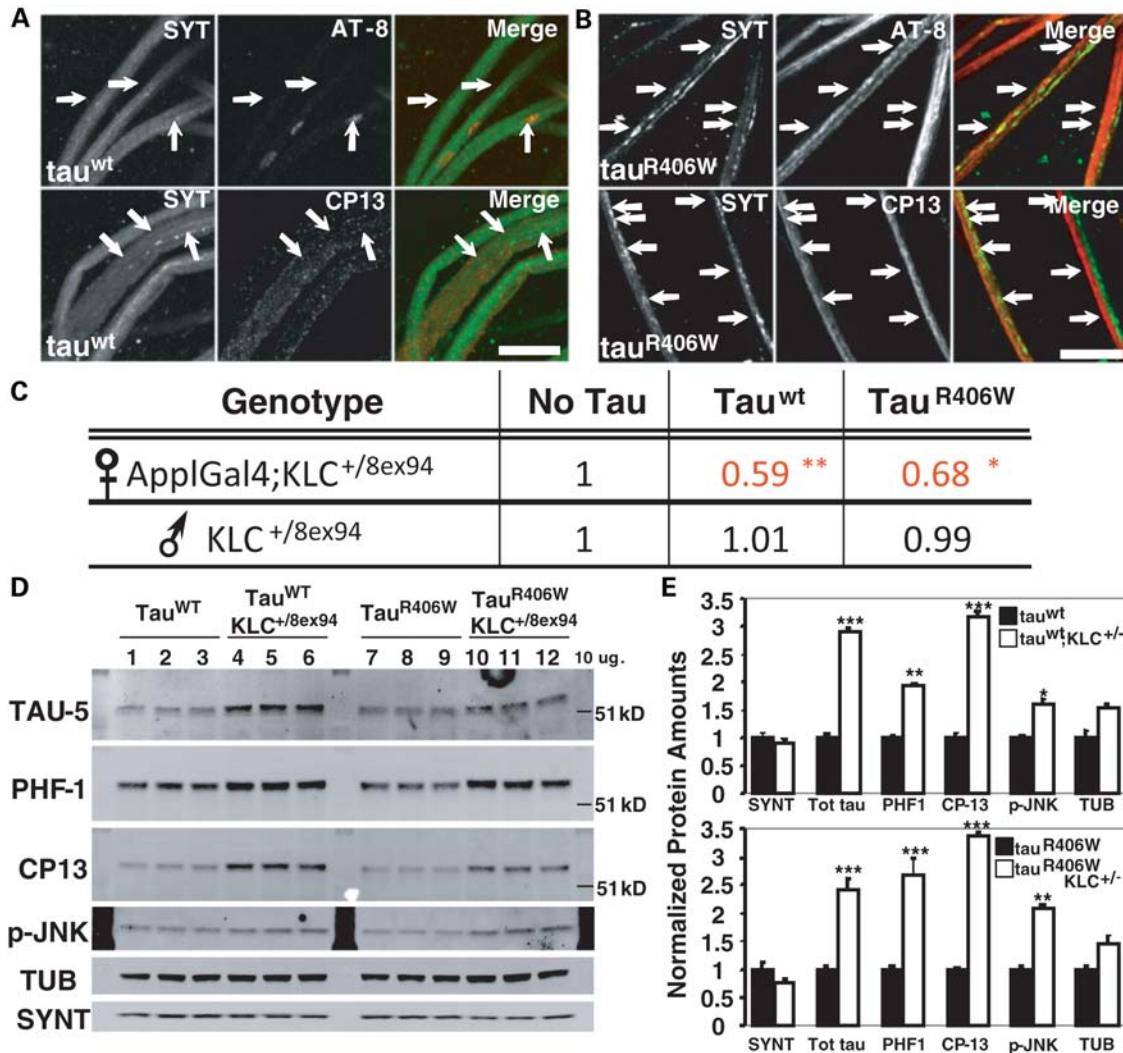 A
SYT
AT-8
Merge
tau^wt
SYT
CP13
Merge
tau^wt
B
SYT
AT-8
Merge
tau^R406W
SYT
CP13
Merge
tau^R406W
C
Genotype No Tau Tau^wt Tau^R406W
♀ ApplGal4;KLC^+/8ex94 1 0.59 ** 0.68 *
♂ KLC^+/8ex94 1 1.01 0.99
D
Tau^WT
Tau^WT
KLC^+/8ex94
Tau^R406W
Tau^R406W
KLC^+/8ex94
1 2 3 4 5 6 7 8 9 10 11 12 10 ug.
TAU-5
51 kD
PHF-1
51 kD
CP13
51 kD
p-JNK
TUB
SYNT
E
Normalized Protein Amounts
3.5
3
2.5
2
1.5
1
0.5
0
tau^wt
tau^wt;KLC^+/-
*** ** *** *
SYNT Tot tau PHF1 CP-13 p-JNK TUB
3.5
3
2.5
2
1.5
1
0.5
0
tau^R406W
tau^R406W
KLC^+/-
*** *** *** **
SYNT Tot tau PHF1 CP-13 p-JNK TUB